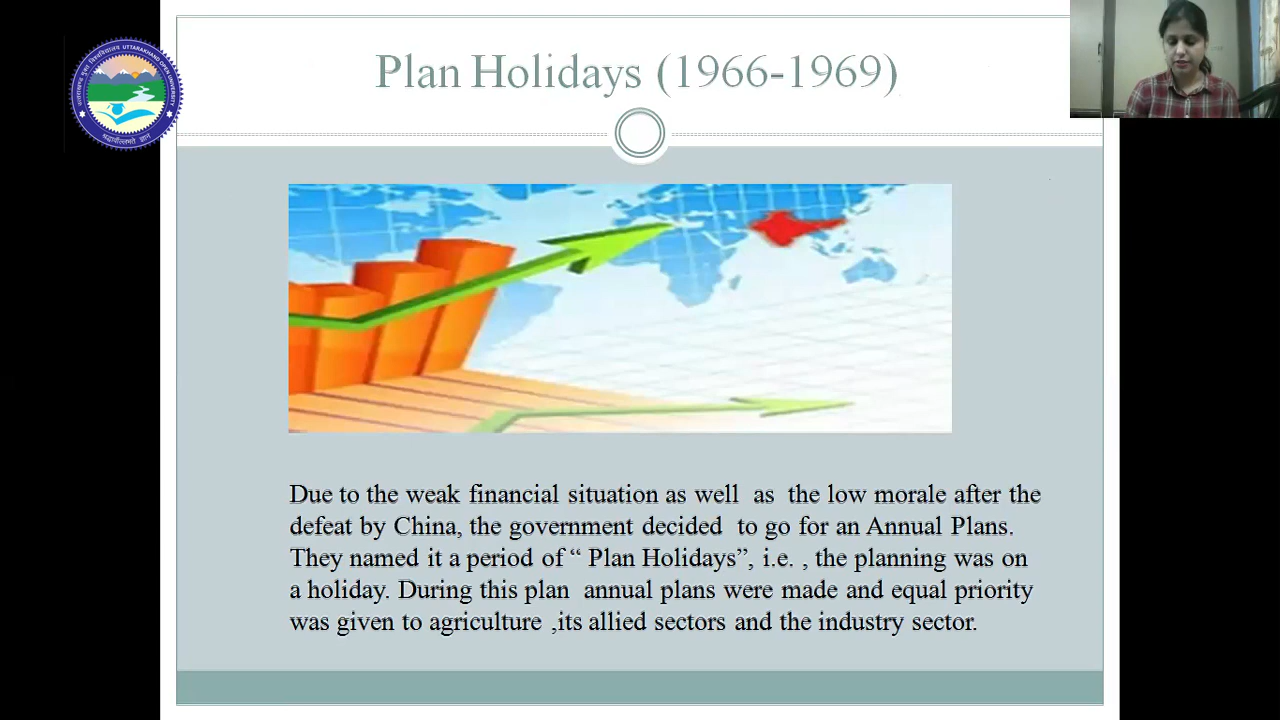 Plan Holidays (1966-1969)
UTTARAKHAND OPEN UNIVERSITY
Due to the weak financial situation as well as the low morale after the
defeat by China, the government decided to go for an Annual Plans.
They named it a period of “ Plan Holidays”, i.e. , the planning was on
a holiday. During this plan annual plans were made and equal priority
was given to agriculture ,its allied sectors and the industry sector.